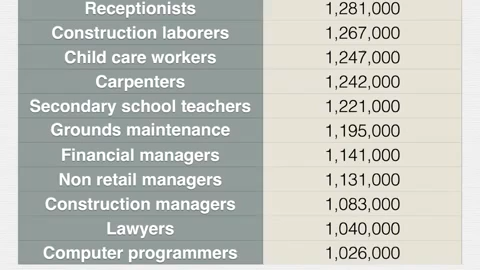 Receptionists 1,281,000
Construction laborers 1,267,000
Child care workers 1,247,000
Carpenters 1,242,000
Secondary school teachers 1,221,000
Grounds maintenance 1,195,000
Financial managers 1,141,000
Non retail managers 1,131,000
Construction managers 1,083,000
Lawyers 1,040,000
Computer programmers 1,026,000